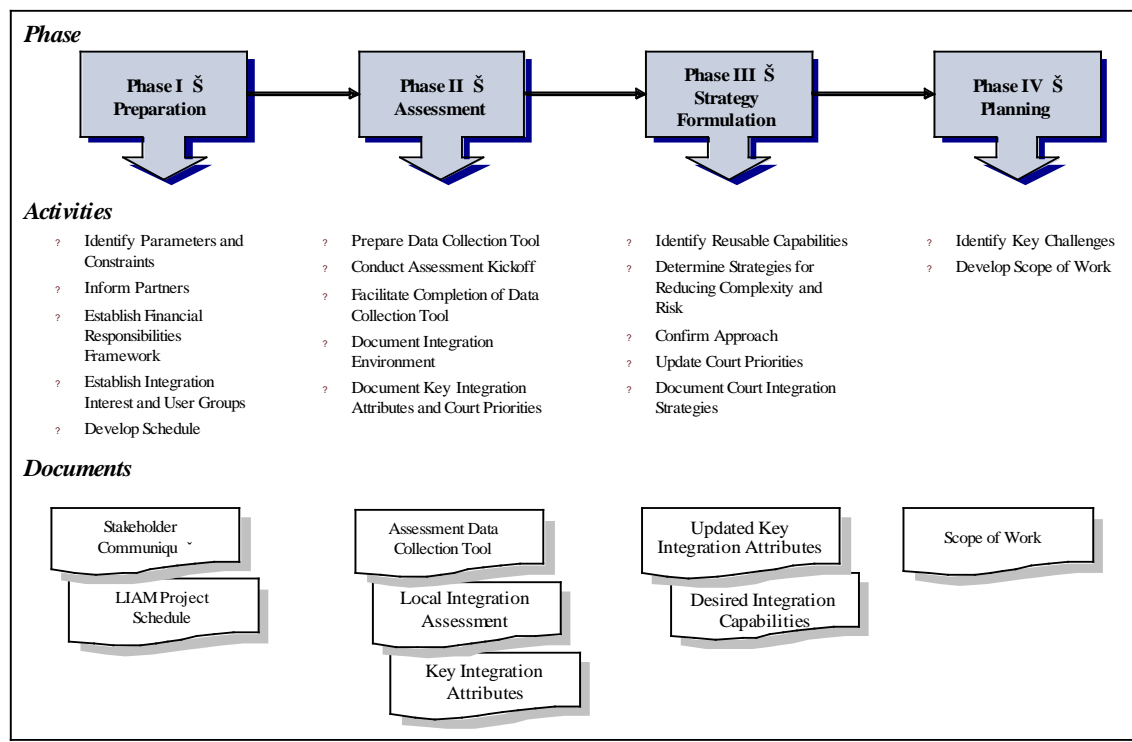 Phase
Phase I Š
Preparation
Phase II Š
Assessment
Phase III Š
Strategy
Formulation
Phase IV Š
Planning
Activities
? Identify Parameters and
Constraints
? Inform Partners
? Establish Financial
Responsibilities
Framework
? Establish Integration
Interest and User Groups
? Develop Schedule
? Prepare Data Collection Tool
? Conduct Assessment Kickoff
? Facilitate Completion of Data
Collection Tool
? Document Integration
Environment
? Document Key Integration
Attributes and Court Priorities
? Identify Reusable Capabilities
? Determine Strategies for
Reducing Complexity and
Risk
? Confirm Approach
? Update Court Priorities
? Document Court Integration
Strategies
? Identify Key Challenges
? Develop Scope of Work
Documents
Stakeholder
Communiqu ˇ
LIAM Project
Schedule
Assessment Data
Collection Tool
Local Integration
Assessment
Key Integration
Attributes
Updated Key
Integration Attributes
Desired Integration
Capabilities
Scope of Work